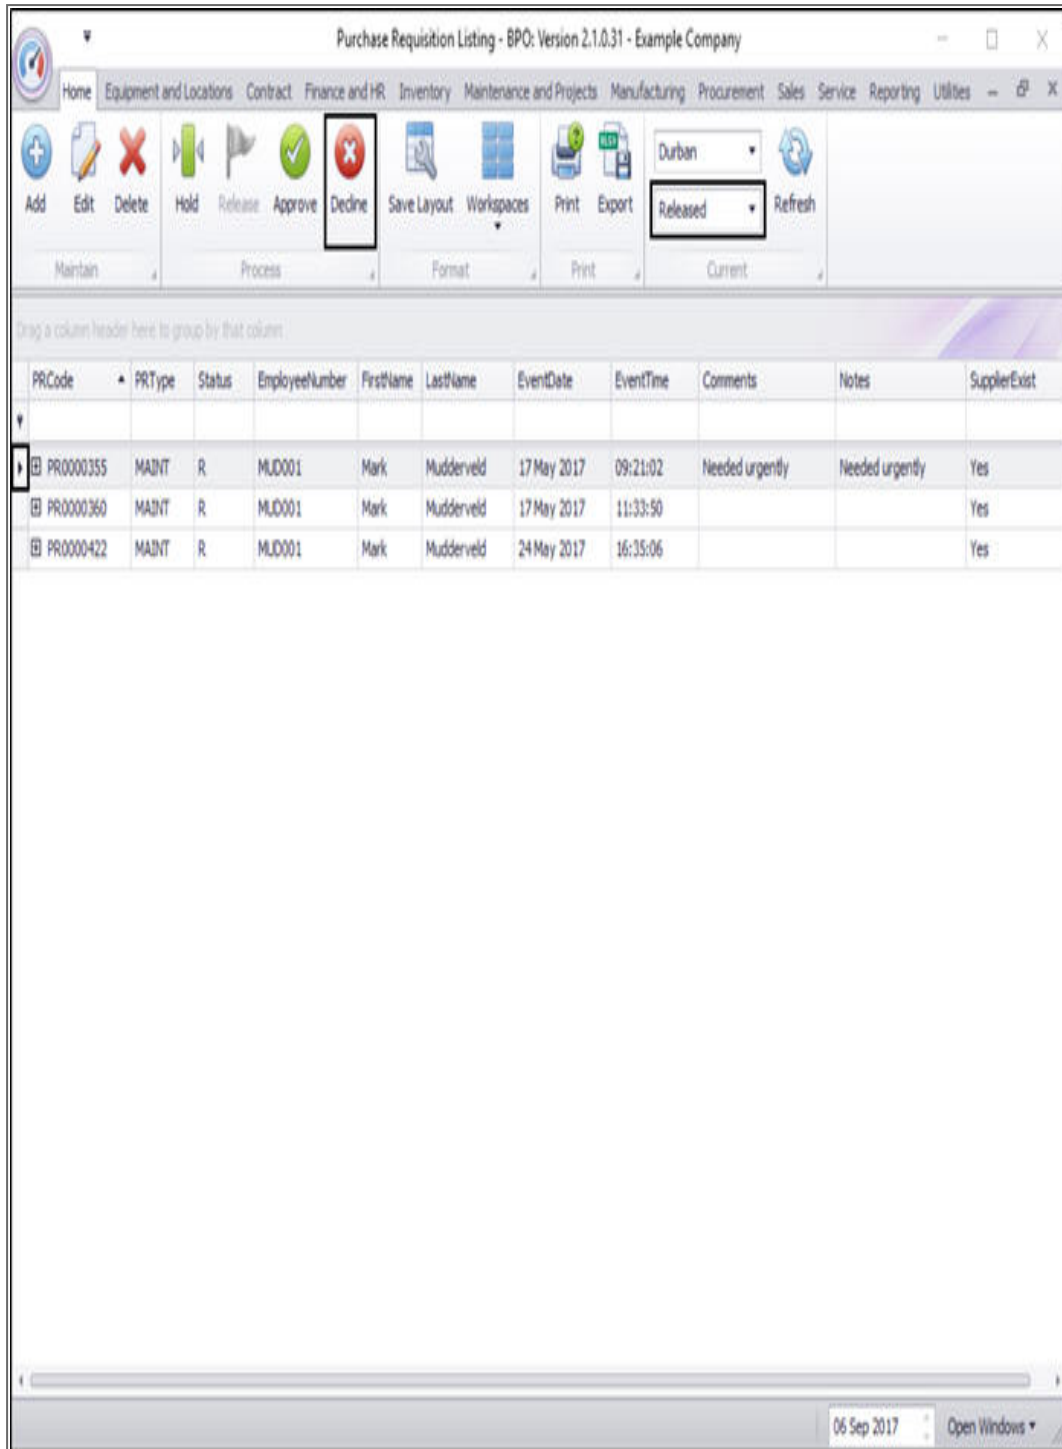 Purchase Requisition Listing - BPO: Version 2.1.0.31 - Example Company
Home Equipment and Locations Contract Finance and HR Inventory Maintenance and Projects Manufacturing Procurement Sales Service Reporting Utilities
Durban
Add Edit Delete Hold Release Approve Decline Save Layout Workspaces Print Export Released Refresh
Maintain Process Format Print Current
Drag a column header here to group by that column
PRCode PRType Status EmployeeNumber FirstName LastName EventDate EventTime Comments Notes SupplierExist
PR0000355 MAINT R MUD001 Mark Mudderveld 17 May 2017 09:21:02 Needed urgently Needed urgently Yes
PR0000360 MAINT R MUD001 Mark Mudderveld 17 May 2017 11:33:50 Yes
PR0000422 MAINT R MUD001 Mark Mudderveld 24 May 2017 16:35:06 Yes
06 Sep 2017 Open Windows